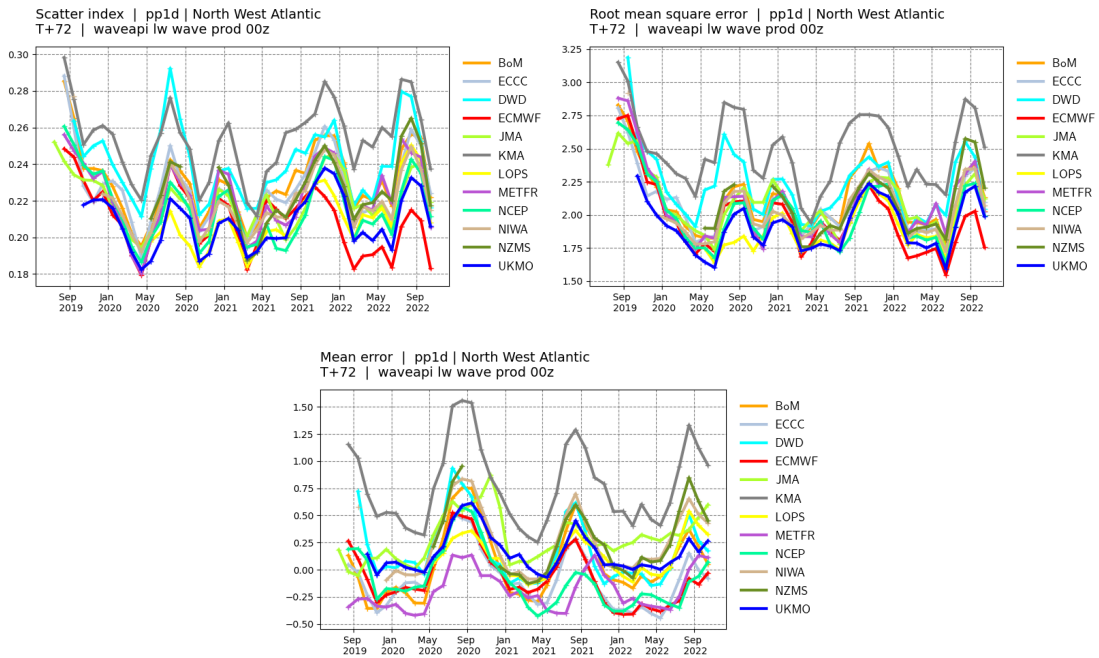 Scatter index | pp1d | North West Atlantic
T+72 | waveapi lw wave prod 00z
0.30
0.28
0.26
0.24
0.22
0.20
0.18
Sep 2019
Jan 2020
May 2020
Sep 2020
Jan 2021
May 2021
Sep 2021
Jan 2022
May 2022
Sep 2022
BoM
ECCC
DWD
ECMWF
JMA
KMA
LOPS
METFR
NCEP
NIWA
NZMS
UKMO
Root mean square error | pp1d | North West Atlantic
T+72 | waveapi lw wave prod 00z
3.25
3.00
2.75
2.50
2.25
2.00
1.75
1.50
Sep 2019
Jan 2020
May 2020
Sep 2020
Jan 2021
May 2021
Sep 2021
Jan 2022
May 2022
Sep 2022
BoM
ECCC
DWD
ECMWF
JMA
KMA
LOPS
METFR
NCEP
NIWA
NZMS
UKMO
Mean error | pp1d | North West Atlantic
T+72 | waveapi lw wave prod 00z
1.50
1.25
1.00
0.75
0.50
0.25
0.00
−0.25
−0.50
Sep 2019
Jan 2020
May 2020
Sep 2020
Jan 2021
May 2021
Sep 2021
Jan 2022
May 2022
Sep 2022
BoM
ECCC
DWD
ECMWF
JMA
KMA
LOPS
METFR
NCEP
NIWA
NZMS
UKMO